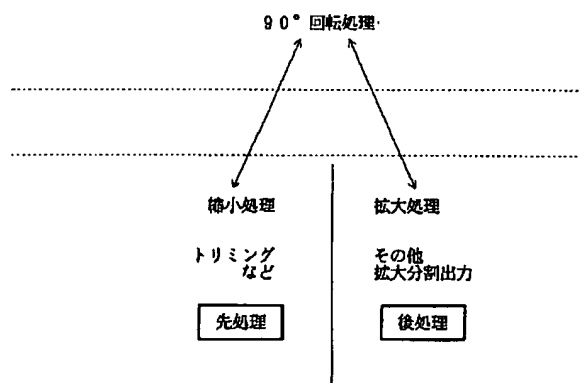 90°回転処理
縮小処理
拡大処理
トリミング
など
その他
拡大分割出力
先処理
後処理